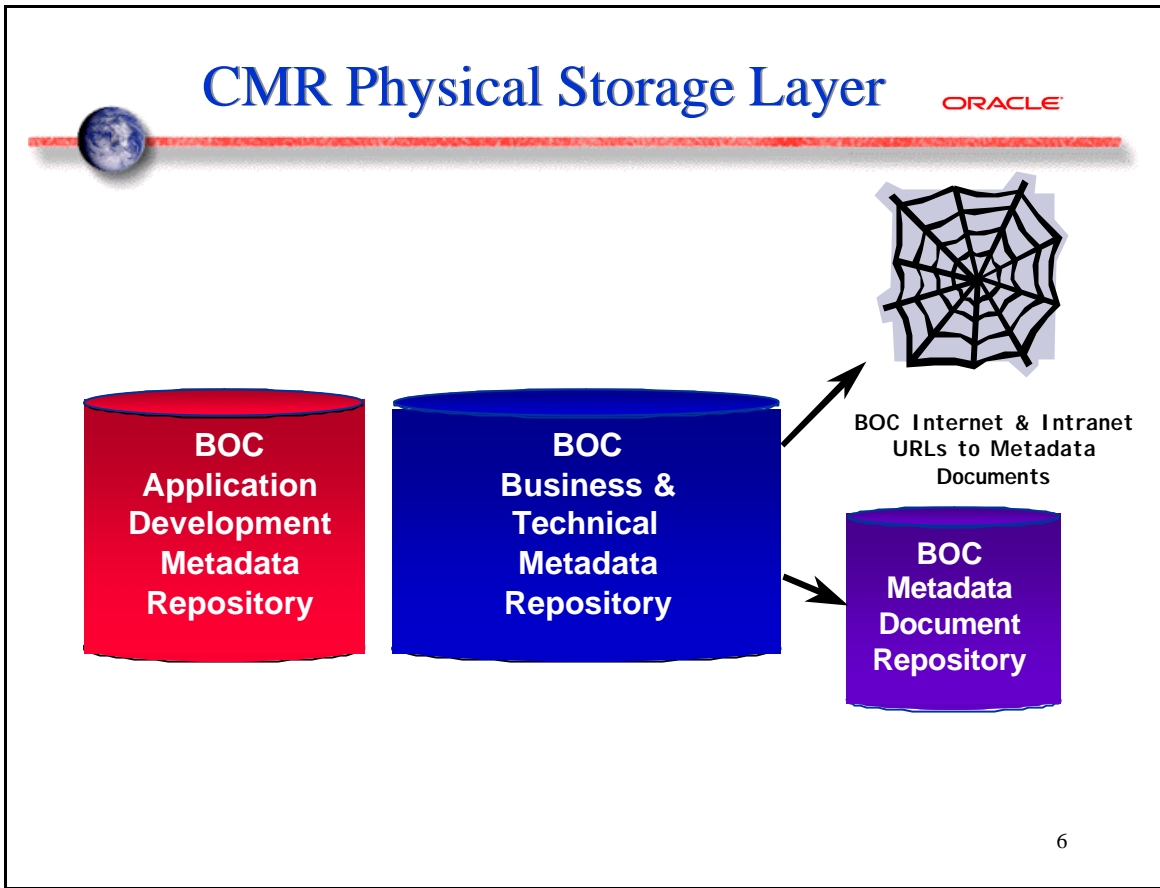 CMR Physical Storage Layer
ORACLE
BOC
Application
Development
Metadata
Repository
BOC
Business &
Technical
Metadata
Repository
BOC Internet & Intranet
URLs to Metadata
Documents
BOC
Metadata
Document
Repository
6